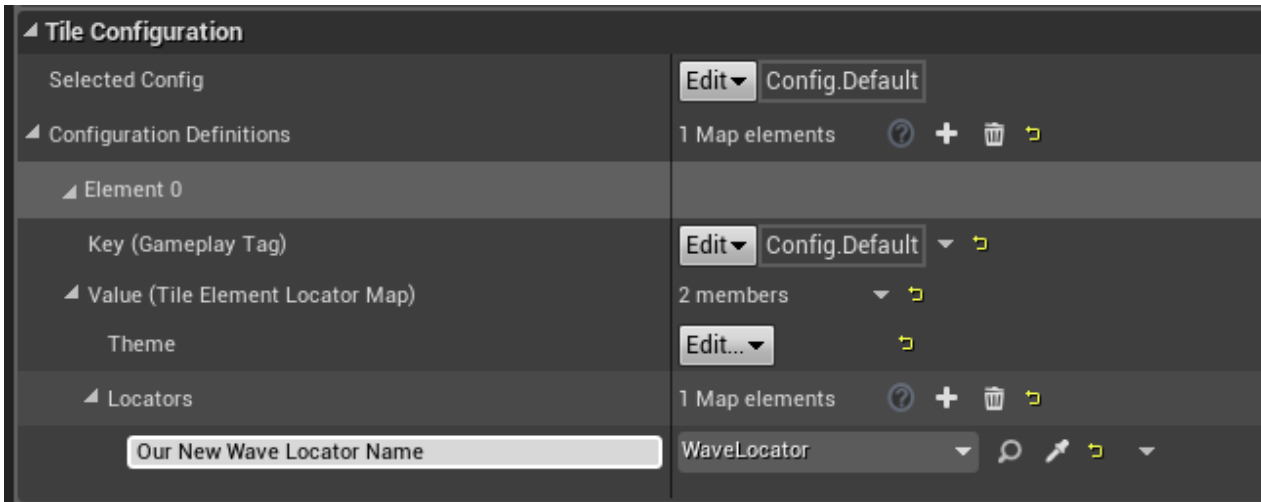 Tile Configuration
Selected Config Edit Config.Default
Configuration Definitions 1 Map elements
Element 0
Key (Gameplay Tag) Edit Config.Default
Value (Tile Element Locator Map) 2 members
Theme Edit...
Locators 1 Map elements
Our New Wave Locator Name WaveLocator